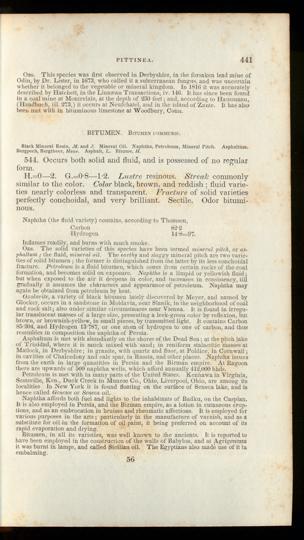 PITTINEA. 441
Obs. This species was first observed in Derbyshire, in the forsaken lead mine of
Odin, by Dr. Lister, in 1673, who called it a subterranean fungus, and was uncertain
whether it belonged to the vegetable or mineral kingdom. In 1816 it was accurately
described by Hatchett, in the Linnæan Transactions, iv. 146. It has since been found
in a coal mine at Montrelais, at the depth of 230 feet; and, according to Hausmann,
(Handbuch, iii. 273,) it occurs at Neufchatel, and in the island of Zante. It has also
been met with in bituminous limestone at Woodbury, Conn.
BITUMEN. Bitumen commune.
Black Mineral Resin, M. and J. Mineral Oil. Naphtha, Petroleum, Mineral Pitch. Asphaltum.
Bergpech, Haus. Asphalt, L. Bitume, H.
544. Occurs both solid and fluid, and is possessed of no regular
form.
H.=0—2. G.=0·8—1·2. Lustre resinous. Streak commonly
similar to the color. Color black, brown, and reddish; fluid varie-
ties nearly colorless and transparent. Fracture of solid varieties
perfectly conchoidal, and very brilliant. Sectile. Odor bitumi-
nous.
Naphtha (the fluid variety) contains, according to Thomson,
Carbon 82·2
Hydrogen
Inflames readily, and burns with much smoke.
Obs. The solid varieties of this species have been termed mineral pitch, or as-
phaltum; the fluid, mineral oil. The earthy and slaggy mineral pitch are two varie-
ties of solid bitumen; the former is distinguished from the latter by its less conchoidal
fracture. Petroleum is a fluid bitumen, which oozes from certain rocks of the coal
formation, and becomes solid on exposure. Naphtha is a limpid or yellowish fluid;
but when exposed to the air it deepens in color, and increases in consistency, till
gradually it assumes the characters and appearance of petroleum. Naphtha may
again be obtained from petroleum by heat.
Ozokerite, a variety of black bitumen lately discovered by Meyer, and named by
Glocker, occurs in a sandstone in Moldavia, near Slanik, in the neighborhood of coal
and rock salt; also under similar circumstances near Vienna. It is found in irregu-
lar translucent masses of a large size, presenting a leek-green color by reflexion, but
brown, or brownish-yellow, in small pieces, by transmitted light. It contains Carbon
85·204, and Hydrogen 13·787, or one atom of hydrogen to one of carbon, and thus
resembles in composition the naphtha of Persia.
Asphaltum is met with abundantly on the shores of the Dead Sea; at the pitch lake
of Trinidad, where it is much mixed with sand; in reniform stalactitic masses at
Matlock, in Derbyshire; in granite, with quartz and fluor, at Poldice, in Cornwall;
in cavities of Chalcedony and calc spar, in Russia, and other places. Naphtha issues
from the earth in large quantities in Persia and the Birman empire. At Rangoon
there are upwards of 500 naphtha wells, which afford annually 412,000 hhds.
Petroleum is met with in many parts of the United States. Kenhawa in Virginia,
Scottsville, Ken., Duck Creek in Monroe Co., Ohio, Liverpool, Ohio, are among its
localities. In New York it is found floating on the surface of Seneca lake, and is
hence called Genesee or Seneca oil.
Naphtha affords both fuel and lights to the inhabitants of Badku, on the Caspian.
It is also employed in Persia, and the Birman empire, as a lotion in cutaneous erup-
tions, and as an embrocation in bruises and rheumatic affections. It is employed for
various purposes in the arts; particularly in the manufacture of varnish, and as a
substitute for oil in the formation of oil paint, it being preferred on account of its
rapid evaporation and drying.
Bitumen, in all its varieties, was well known to the ancients. It is reported to
have been employed in the construction of the walls of Babylon, and at Agrigentum
it was burnt in lamps, and called Sicilian oil. The Egyptians also made use of it in
embalming.
56